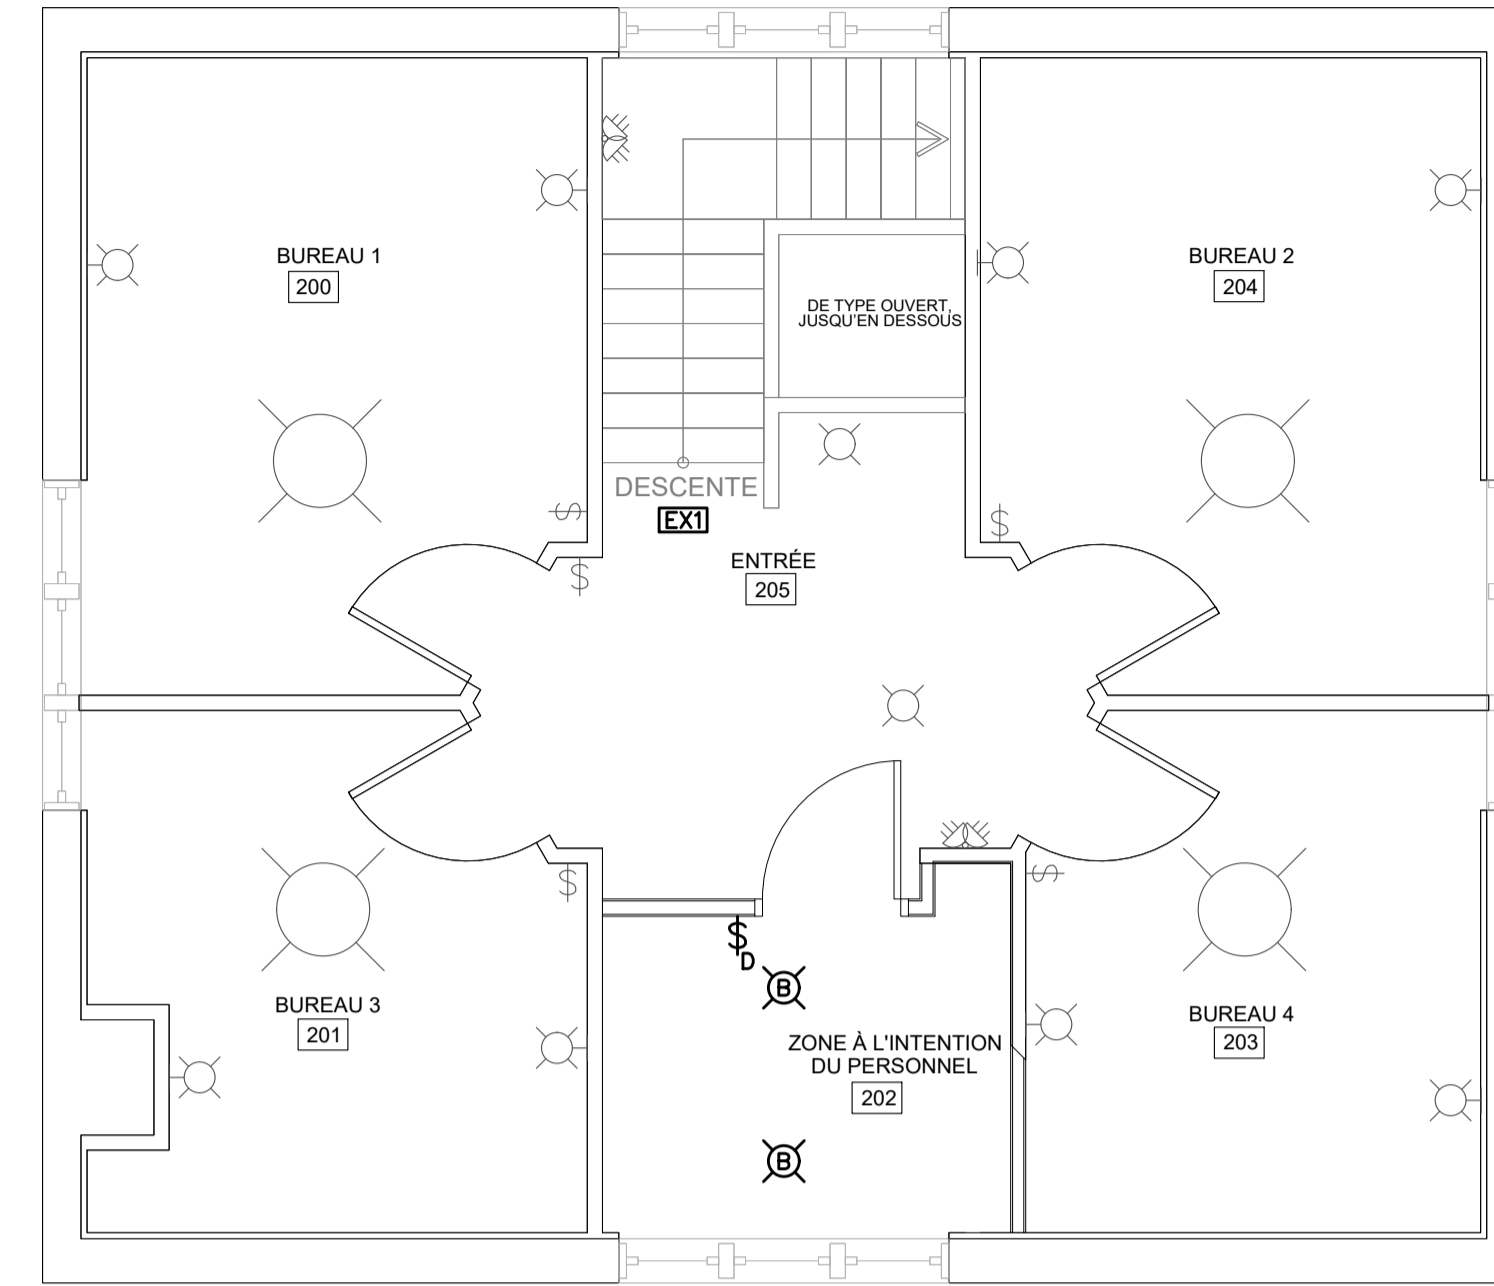 BUREAU 1
200
BUREAU 2
204
DE TYPE OUVERT,
JUSQU'EN DESSOUS
DESCENTE
EX1
$
$
$
ENTRÉE
205
$
$
$
D
B
BUREAU 3
201
ZONE À L'INTENTION
DU PERSONNEL
202
BUREAU 4
203
B